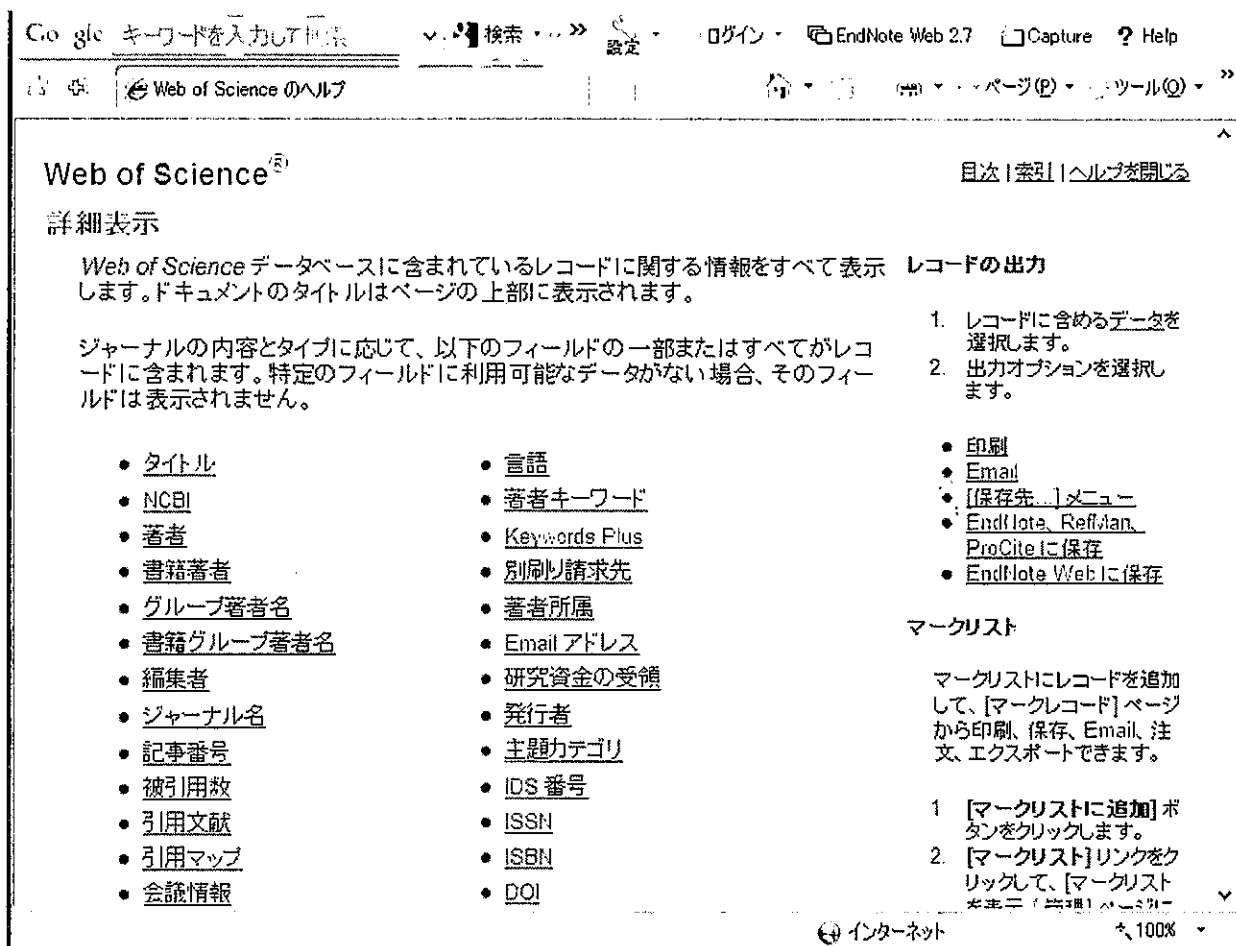 Google キーワードを入力して検索 検索 » 設定 ログイン EndNote Web 2.7 Capture ? Help
Web of Science のヘルプ ページ(P) ツール(O) »
Web of Science®
目次 | 索引 | ヘルプを閉じる
詳細表示
Web of Science データベースに含まれているレコードに関する情報をすべて表示
します。ドキュメントのタイトルはページの上部に表示されます。
ジャーナルの内容とタイプに応じて、以下のフィールドの一部またはすべてがレコ
ードに含まれます。特定のフィールドに利用可能なデータがない場合、そのフィー
ルドは表示されません。
• タイトル
• NCBI
• 著者
• 書籍著者
• グループ著者名
• 書籍グループ著者名
• 編集者
• ジャーナル名
• 記事番号
• 被引用数
• 引用文献
• 引用マップ
• 会議情報
• 言語
• 著者キーワード
• Keywords Plus
• 別刷り請求先
• 著者所属
• Email アドレス
• 研究資金の受領
• 発行者
• 主題カテゴリ
• IDS 番号
• ISSN
• ISBN
• DOI
レコードの出力
1. レコードに含めるデータを
選択します。
2. 出力オプションを選択し
ます。
• 印刷
• Email
• [保存先...] メニュー
• EndNote、RefMan、
ProCite に保存
• EndNote Web に保存
マークリスト
マークリストにレコードを追加
して、[マークレコード] ページ
から印刷、保存、Email、注
文、エクスポートできます。
1 [マークリストに追加] ボ
タンをクリックします。
2. [マークリスト] リンクをク
リックして、[マークリスト
インターネット 100%